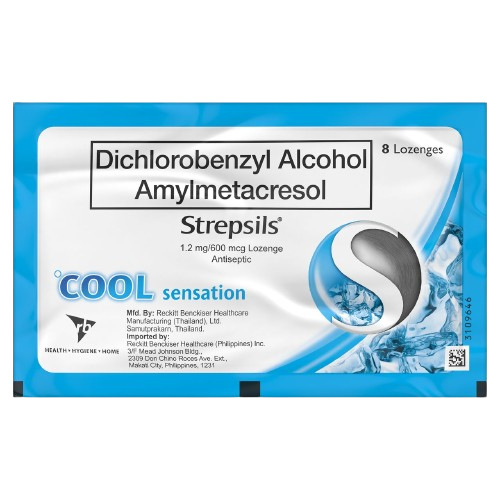 Dichlorobenzyl Alcohol
Amylmetacresol
8 Lozenges
Strepsils®
1.2 mg/600 mcg Lozenge
Antiseptic
°COOL sensation
rb
HEALTH • HYGIENE • HOME
Mfd. By: Reckitt Benckiser Healthcare
Manufacturing (Thailand), Ltd.
Samutprakarn, Thailand.
Imported by:
Reckitt Benckiser Healthcare (Philippines) Inc.
3/F Mead Johnson Bldg.,
2309 Don Chino Roces Ave. Ext.,
Makati City, Philippines, 1231
3109646